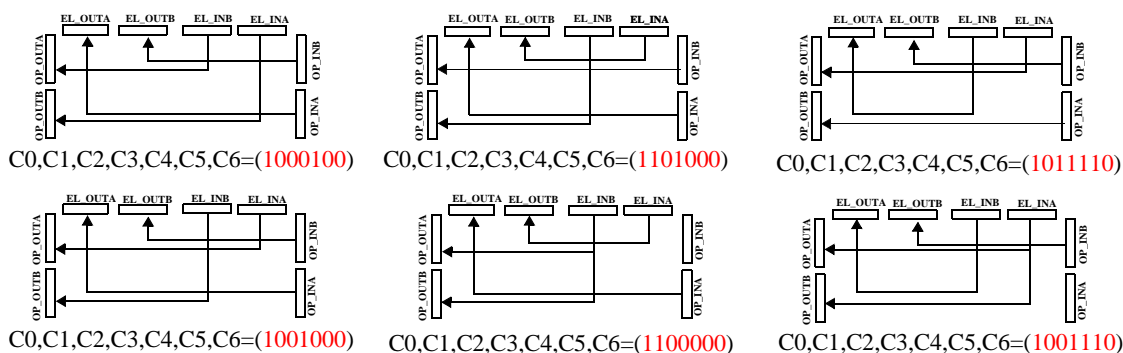 EL_OUTA EL_OUTB EL_INB EL_INA
OP_OUTA
OP_INB
OP_OUTB
OP_INA
C0,C1,C2,C3,C4,C5,C6=(1000100)
EL_OUTA EL_OUTB EL_INB EL_INA
OP_OUTA
OP_INB
OP_OUTB
OP_INA
C0,C1,C2,C3,C4,C5,C6=(1101000)
EL_OUTA EL_OUTB EL_INB EL_INA
OP_OUTA
OP_INB
OP_OUTB
OP_INA
C0,C1,C2,C3,C4,C5,C6=(1011110)
EL_OUTA EL_OUTB EL_INB EL_INA
OP_OUTA
OP_INB
OP_OUTB
OP_INA
C0,C1,C2,C3,C4,C5,C6=(1001000)
EL_OUTA EL_OUTB EL_INB EL_INA
OP_OUTA
OP_INB
OP_OUTB
OP_INA
C0,C1,C2,C3,C4,C5,C6=(1100000)
EL_OUTA EL_OUTB EL_INB EL_INA
OP_OUTA
OP_INB
OP_OUTB
OP_INA
C0,C1,C2,C3,C4,C5,C6=(1001110)